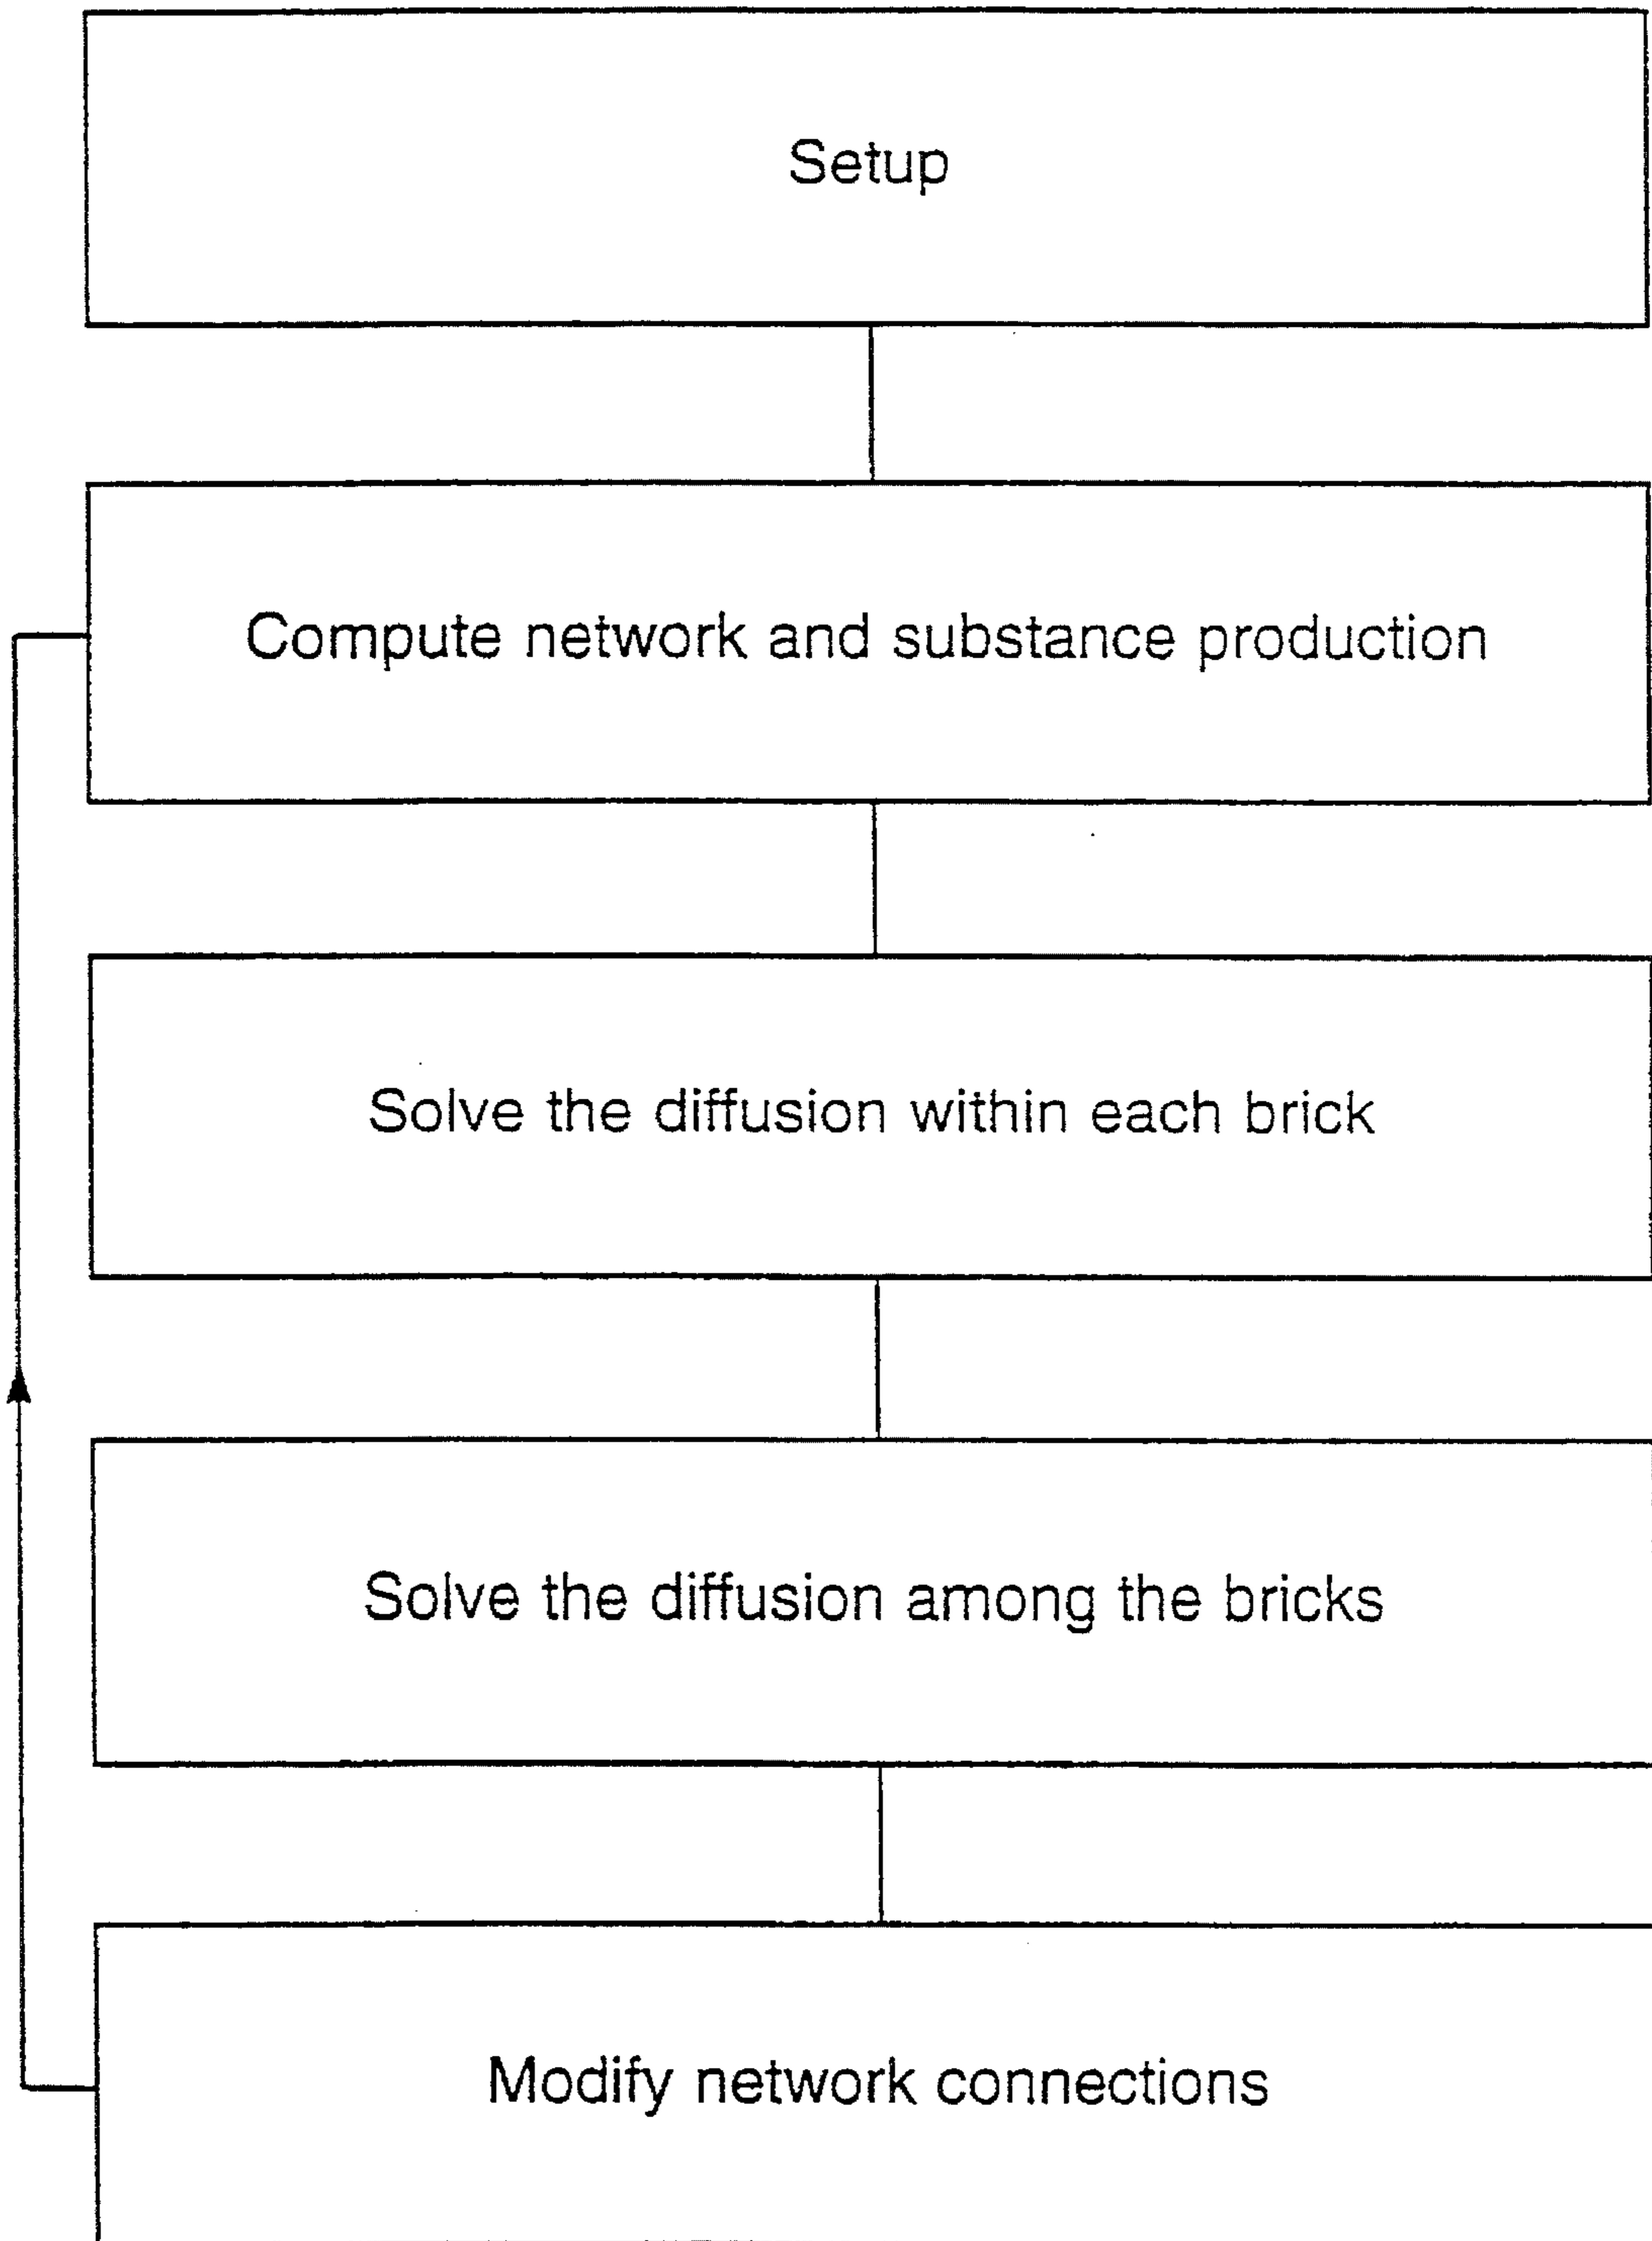 Setup
Compute network and substance production
Solve the diffusion within each brick
Solve the diffusion among the bricks
Modify network connections